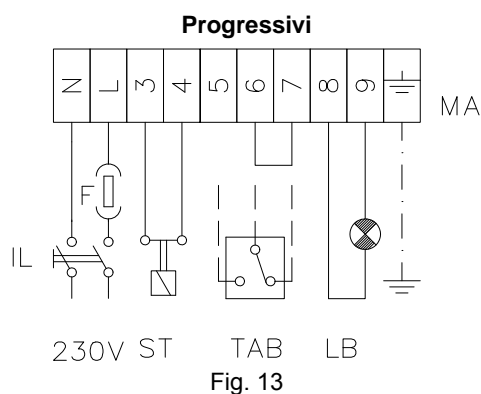 Progressivi
N L 3 4 5 6 7 8 9
MA
F
IL
230V ST TAB LB
Fig. 13